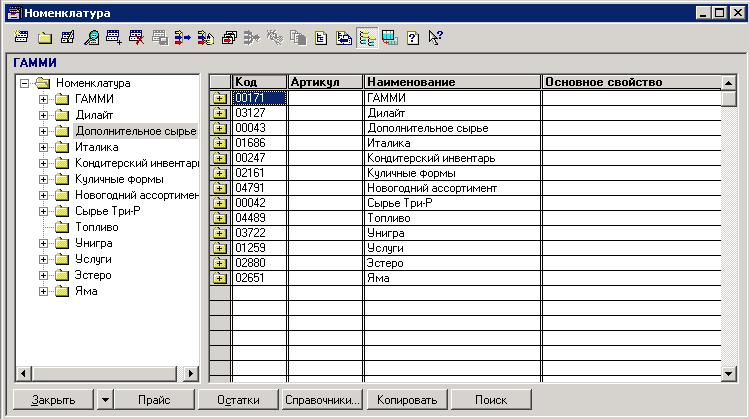 Номенклатура
ГАММИ
Номенклатура
ГАММИ
Дилайт
Дополнительное сырье
Италика
Кондитерский инвентарь
Куличные формы
Новогодний ассортимен
Сырье Три-Р
Топливо
Унигра
Услуги
Эстеро
Яма
Код Артикул Наименование Основное свойство
00171 ГАММИ
03127 Дилайт
00043 Дополнительное сырье
01686 Италика
00247 Кондитерский инвентарь
02161 Куличные формы
04791 Новогодний ассортимент
00042 Сырье Три-Р
04489 Топливо
03722 Унигра
01259 Услуги
02880 Эстеро
02651 Яма
Закрыть Прайс Остатки Справочники... Копировать Поиск